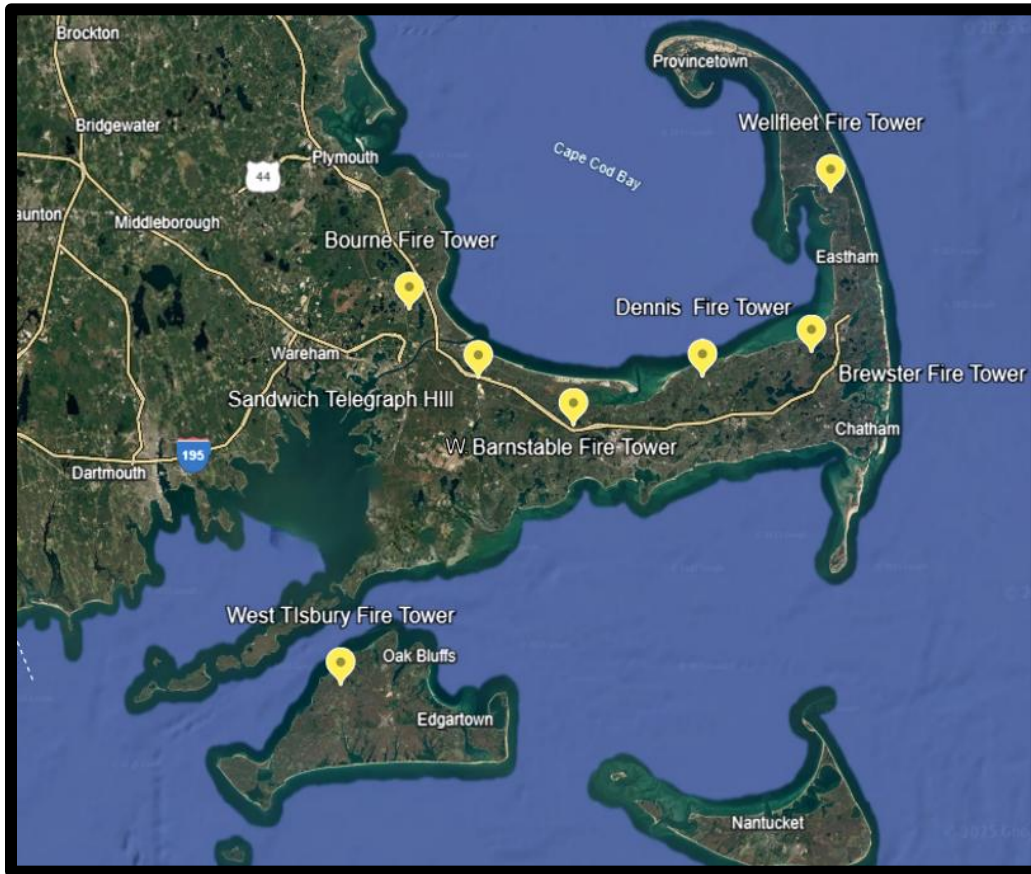 Brockton
Provincetown
Bridgewater
Wellfleet Fire Tower
Plymouth
Cape Cod Bay
44
aunton
Middleborough
Bourne Fire Tower
Eastham
Dennis Fire Tower
Wareham
Brewster Fire Tower
Sandwich Telegraph HIll
Chatham
W. Barnstable Fire Tower
195
Dartmouth
West TIsbury Fire Tower
Oak Bluffs
Edgartown
Nantucket